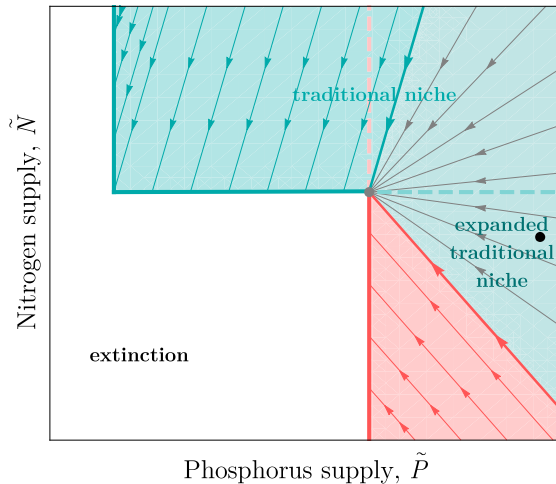 traditional niche
expanded
traditional
niche
extinction
Nitrogen supply, Ñ
Phosphorus supply, P̃